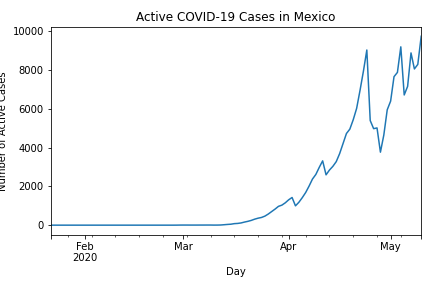 Active COVID-19 Cases in Mexico
Number of Active Cases
10000
8000
6000
4000
2000
0
Feb
2020
Mar
Apr
May
Day